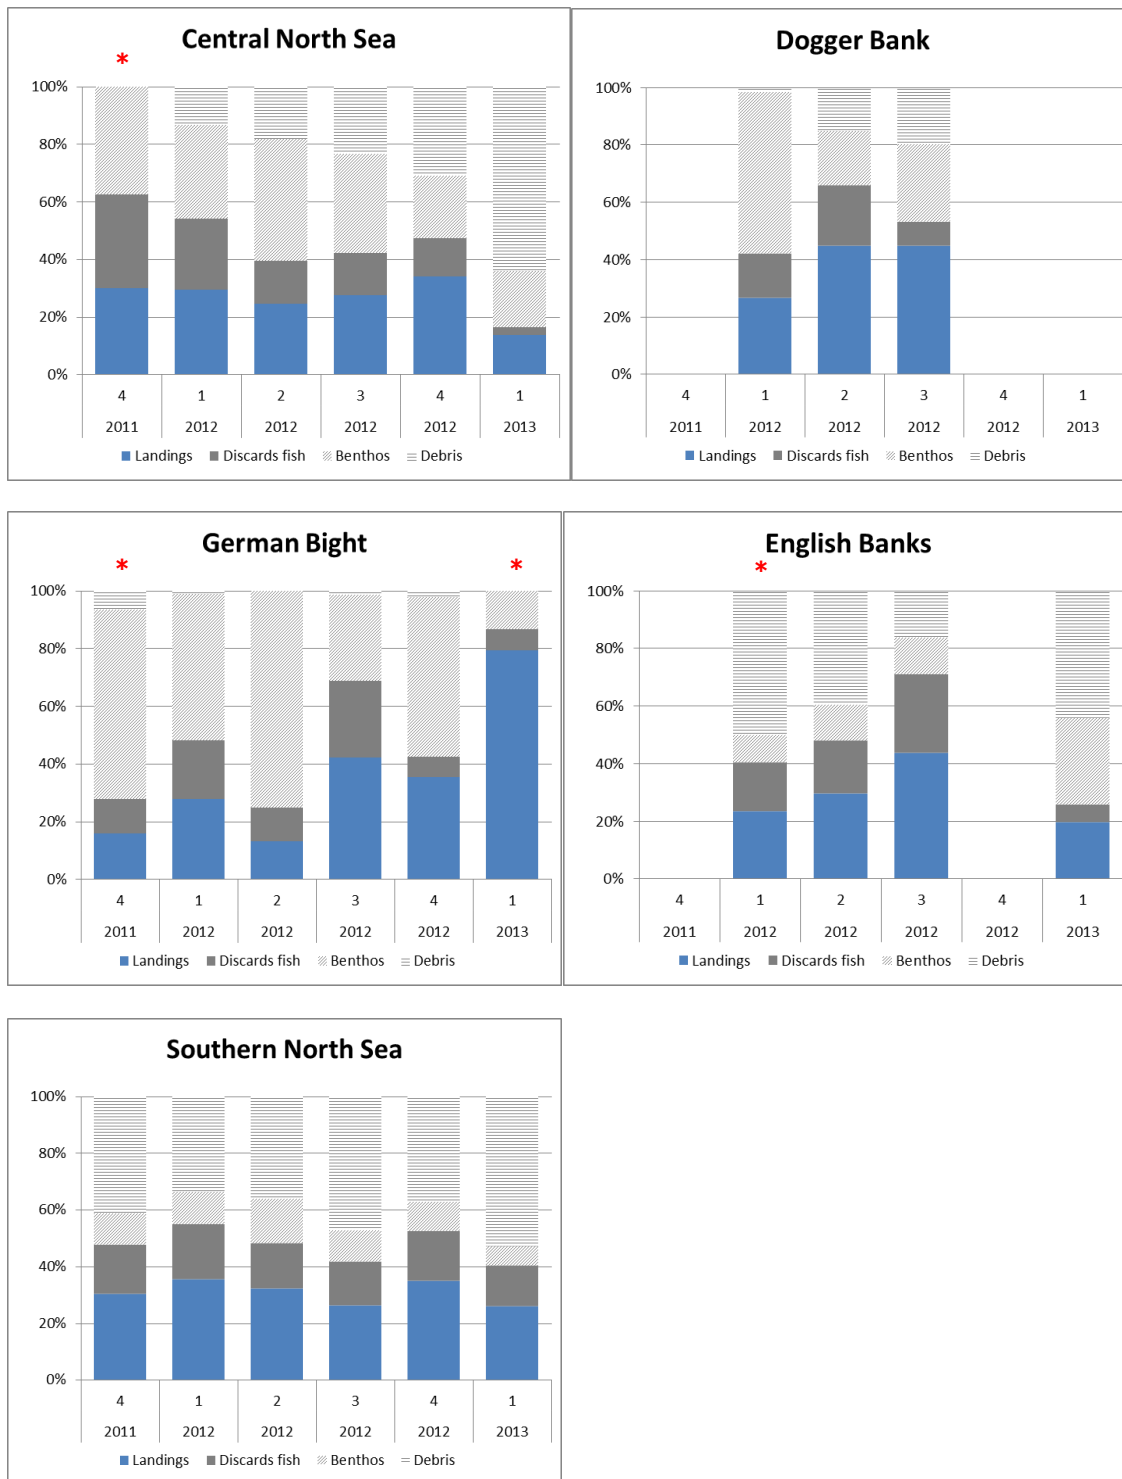 Central North Sea
*
100%
80%
60%
40%
20%
0%
4 1 2 3 4 1
2011 2012 2012 2012 2012 2013
Landings Discards fish Benthos Debris
Dogger Bank
100%
80%
60%
40%
20%
0%
4 1 2 3 4 1
2011 2012 2012 2012 2012 2013
Landings Discards fish Benthos Debris
German Bight
* *
100%
80%
60%
40%
20%
0%
4 1 2 3 4 1
2011 2012 2012 2012 2012 2013
Landings Discards fish Benthos Debris
English Banks
*
100%
80%
60%
40%
20%
0%
4 1 2 3 4 1
2011 2012 2012 2012 2012 2013
Landings Discards fish Benthos Debris
Southern North Sea
100%
80%
60%
40%
20%
0%
4 1 2 3 4 1
2011 2012 2012 2012 2012 2013
Landings Discards fish Benthos Debris